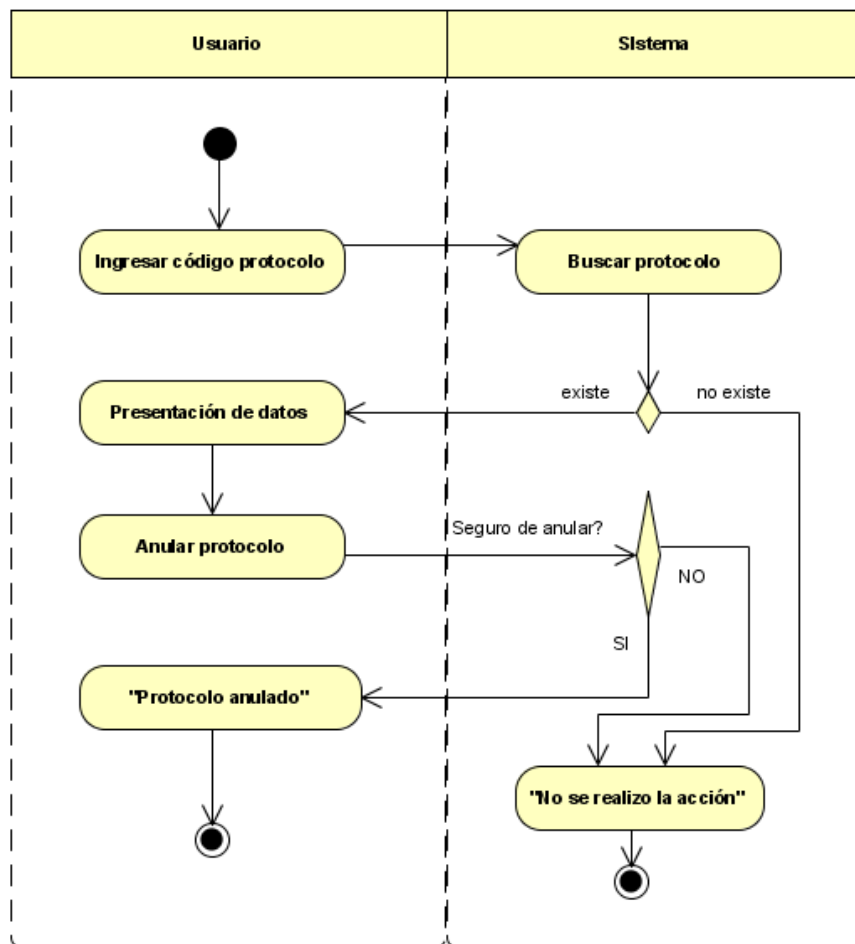 Usuario
Sistema
Ingresar código protocolo
Buscar protocolo
existe
no existe
Presentación de datos
Seguro de anular?
Anular protocolo
NO
SI
"Protocolo anulado"
"No se realizo la acción"